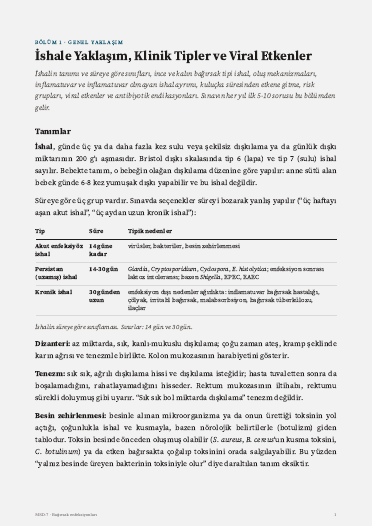 BÖLÜM 1 · GENEL YAKLAŞIM
İshale Yaklaşım, Klinik Tipler ve Viral Etkenler
İshalin tanımı ve süreye göre sınıfları, ince ve kalın bağırsak tipi ishal, oluş mekanizmaları,
inflamatuvar ve inflamatuvar olmayan ishal ayrımı, kuluçka süresinden etkene gitme, risk
grupları, viral etkenler ve antibiyotik endikasyonları. Sınavın her yıl ilk 5-10 sorusu bu bölümden
gelir.
Tanımlar
İshal, günde üç ya da daha fazla kez sulu veya şekilsiz dışkılama ya da günlük dışkı
miktarının 200 g'ı aşmasıdır. Bristol dışkı skalasında tip 6 (lapa) ve tip 7 (sulu) ishal
sayılır. Bebekte tanım, o bebeğin olağan dışkılama düzenine göre yapılır: anne sütü alan
bebek günde 6-8 kez yumuşak dışkı yapabilir ve bu ishal değildir.
Süreye göre üç grup vardır. Sınavda seçenekler süreyi bozarak yanlış yapılır (“üç haftayı
aşan akut ishal”, “üç aydan uzun kronik ishal”):
Tip Süre Tipik nedenler
Akut enfeksiyöz ishal 14 güne kadar virüsler, bakteriler, besin zehirlenmesi
Persistan (uzamış) ishal 14-30 gün Giardia, Cryptosporidium, Cyclospora, E. histolytica; enfeksiyon sonrası
laktoz intoleransı; bazen Shigella, EPEC, EAEC
Kronik ishal 30 günden uzun enfeksiyon dışı nedenler ağırlıkta: inflamatuvar bağırsak hastalığı,
çölyak, irritabl bağırsak, malabsorbsiyon, bağırsak tüberkülozu,
ilaçlar
İshalin süreye göre sınıflaması. Sınırlar: 14 gün ve 30 gün.
Dizanteri: az miktarda, sık, kanlı-mukuslu dışkılama; çoğu zaman ateş, kramp şeklinde
karın ağrısı ve tenezmle birlikte. Kolon mukozasının harabiyetini gösterir.
Tenezm: sık sık, ağrılı dışkılama hissi ve dışkılama isteğidir; hasta tuvaletten sonra da
boşalamadığını, rahatlayamadığını hisseder. Rektum mukozasının iltihabı, rektumu
sürekli doluymuş gibi uyarır. “Sık sık bol miktarda dışkılama” tenezm değildir.
Besin zehirlenmesi: besinle alınan mikroorganizma ya da onun ürettiği toksinin yol
açtığı, çoğunlukla ishal ve kusmayla, bazen nörolojik belirtilerle (botulizm) giden
tablodur. Toksin besinde önceden oluşmuş olabilir (S. aureus, B. cereus'un kusma toksini,
C. botulinum) ya da etken bağırsakta çoğalıp toksinini orada salgılayabilir. Bu yüzden
“yalnız besinde üreyen bakterinin toksiniyle olur” diye daraltılan tanım eksiktir.